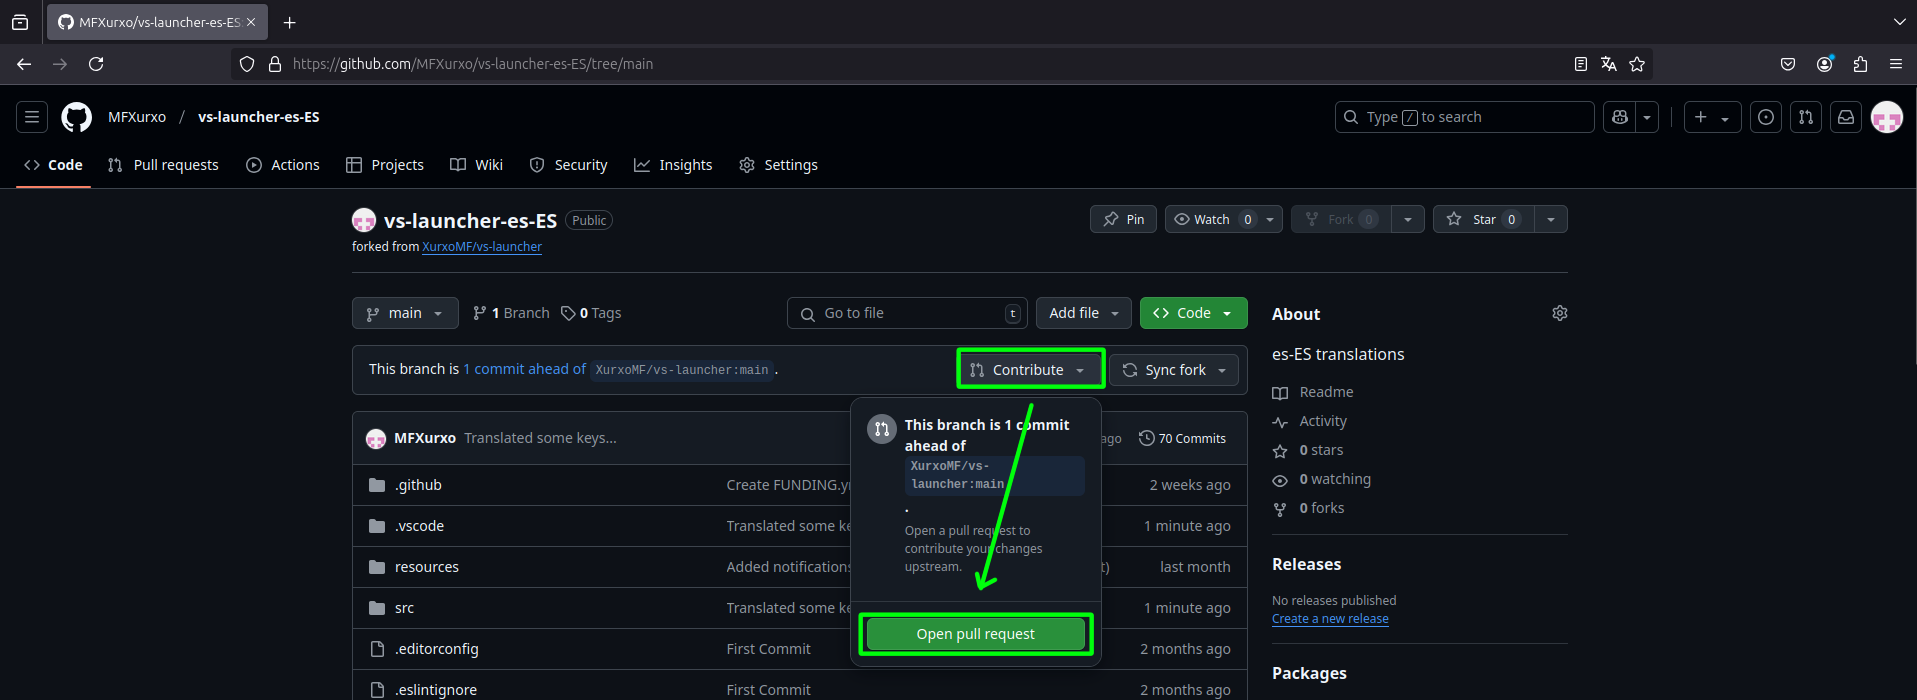 MFXurxo/vs-launcher-es-ES
https://github.com/MFXurxo/vs-launcher-es-ES/tree/main
MFXurxo / vs-launcher-es-ES
Type / to search
Code Pull requests Actions Projects Wiki Security Insights Settings
vs-launcher-es-ES Public
Pin Watch 0 Fork 0 Star 0
forked from XurxoMF/vs-launcher
main 1 Branch 0 Tags Go to file t Add file Code
About
es-ES translations
This branch is 1 commit ahead of XurxoMF/vs-launcher:main .
Contribute Sync fork
Readme
Activity
0 stars
0 watching
0 forks
This branch is 1 commit
ahead of
XurxoMF/vs-
launcher:main
.
Open a pull request to
contribute your changes
upstream.
Open pull request
MFXurxo Translated some keys... ago 70 Commits
.github Create FUNDING.y 2 weeks ago
.vscode Translated some ke 1 minute ago
resources Added notifications t) last month
src Translated some ke 1 minute ago
.editorconfig First Commit 2 months ago
.eslintignore First Commit 2 months ago
Releases
No releases published
Create a new release
Packages